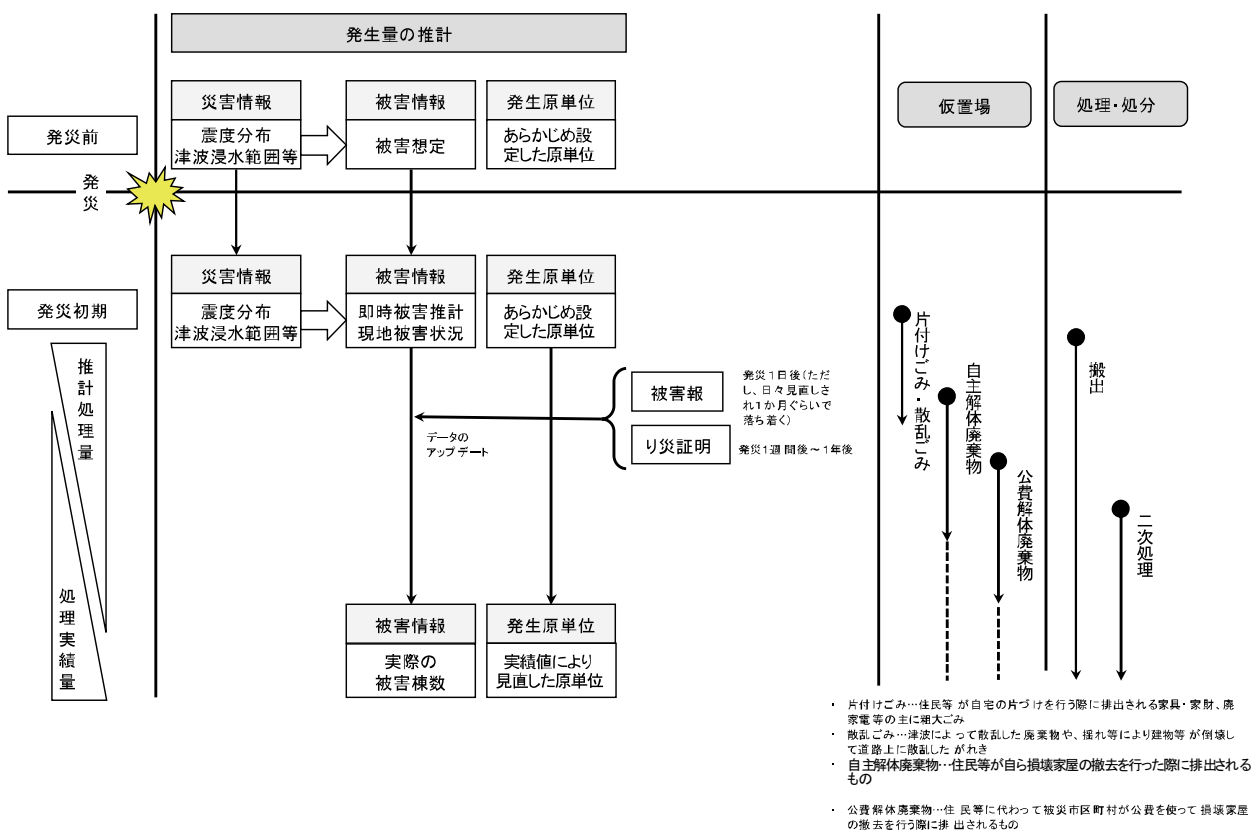 発生量の推計
災害情報
被害情報
発生原単位
仮置場
処理・処分
発災前
震度分布
津波浸水範囲等
被害想定
あらかじめ設
定した原単位
発
災
災害情報
被害情報
発生原単位
発災初期
震度分布
津波浸水範囲等
即時被害推計
現地被害状況
あらかじめ設
定した原単位
推計処理量
処理実績量
被害報
発災1日後(ただ
し、日々見直しさ
れ1か月ぐらいで
落ち着く)
データの
アップデート
り災証明
発災1週間後~1年後
片付けごみ・散乱ごみ
自主解体廃棄物
公費解体廃棄物
搬出
二次処理
被害情報
発生原単位
実際の
被害棟数
実績値により
見直した原単位
・ 片付けごみ…住民等が自宅の片づけを行う際に排出される家具・家財、廃
家電等の主に粗大ごみ
・ 散乱ごみ…津波によって散乱した廃棄物や、揺れ等により建物等が倒壊し
て道路上に散乱したがれき
・ 自主解体廃棄物…住民等が自ら損壊家屋の撤去を行った際に排出される
もの
・ 公費解体廃棄物…住民等に代わって被災市区町村が公費を使って損壊家屋
の撤去を行う際に排出されるもの